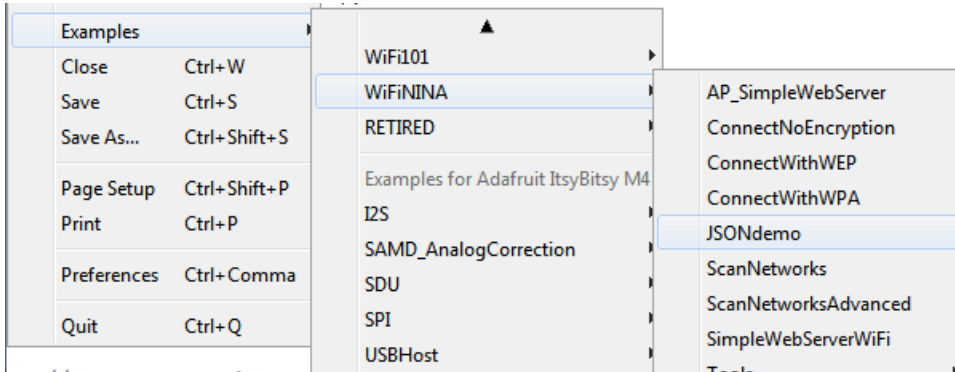 Examples
Close Ctrl+W
Save Ctrl+S
Save As... Ctrl+Shift+S
Page Setup Ctrl+Shift+P
Print Ctrl+P
Preferences Ctrl+Comma
Quit Ctrl+Q
WiFi101
WiFiNINA
RETIRED
Examples for Adafruit ItsyBitsy M4
I2S
SAMD_AnalogCorrection
SDU
SPI
USBHost
AP_SimpleWebServer
ConnectNoEncryption
ConnectWithWEP
ConnectWithWPA
JSONdemo
ScanNetworks
ScanNetworksAdvanced
SimpleWebServerWiFi
Tools